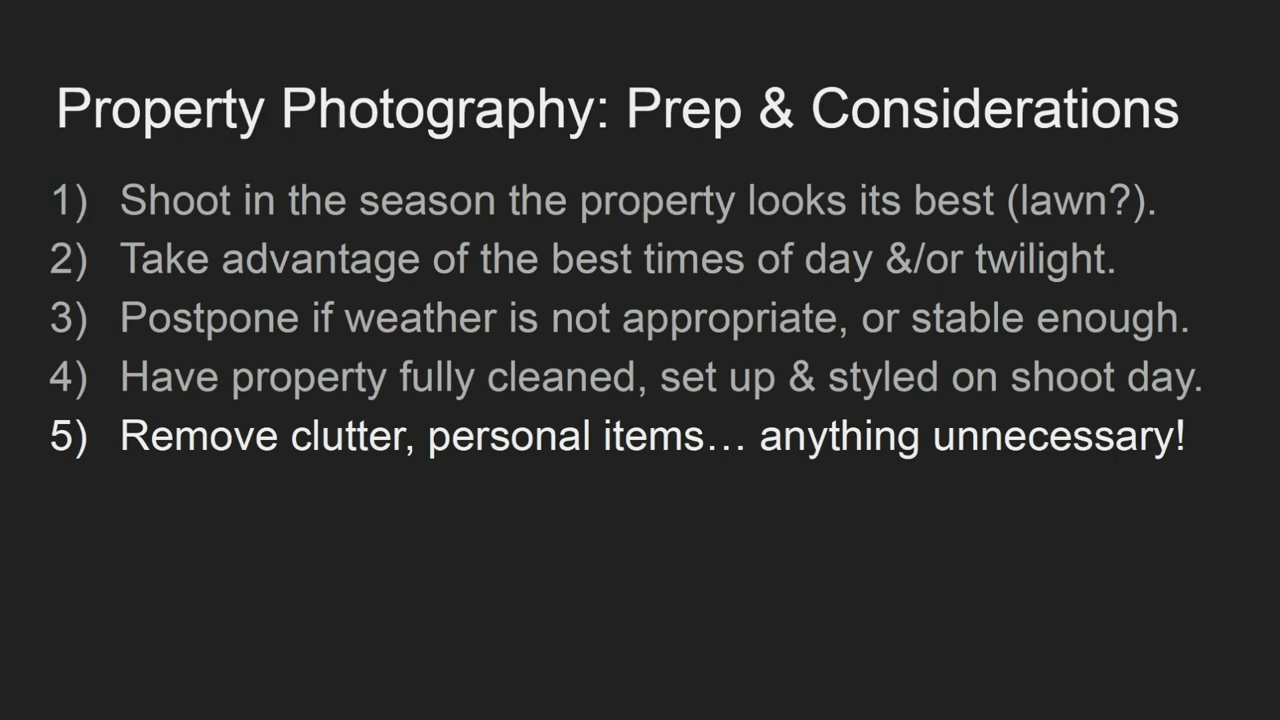 Property Photography: Prep & Considerations
1) Shoot in the season the property looks its best (lawn?).
2) Take advantage of the best times of day &/or twilight.
3) Postpone if weather is not appropriate, or stable enough.
4) Have property fully cleaned, set up & styled on shoot day.
5) Remove clutter, personal items… anything unnecessary!